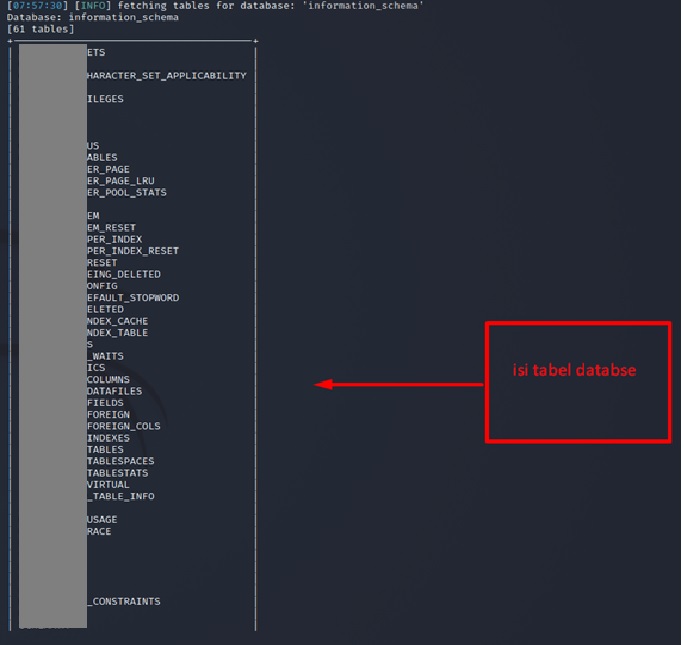 [07:57:30] [INFO] fetching tables for database: 'information_schema'
Database: information_schema
[61 tables]
ETS
HARACTER_SET_APPLICABILITY
ILEGES
US
ABLES
ER_PAGE
ER_PAGE_LRU
ER_POOL_STATS
EM
EM_RESET
PER_INDEX
PER_INDEX_RESET
RESET
EING_DELETED
ONFIG
EFAULT_STOPWORD
ELETED
NDEX_CACHE
NDEX_TABLE
S
_WAITS
ICS
COLUMNS
DATAFILES
FIELDS
FOREIGN
FOREIGN_COLS
INDEXES
TABLES
TABLESPACES
TABLESTATS
VIRTUAL
_TABLE_INFO
USAGE
RACE
_CONSTRAINTS
isi tabel databse